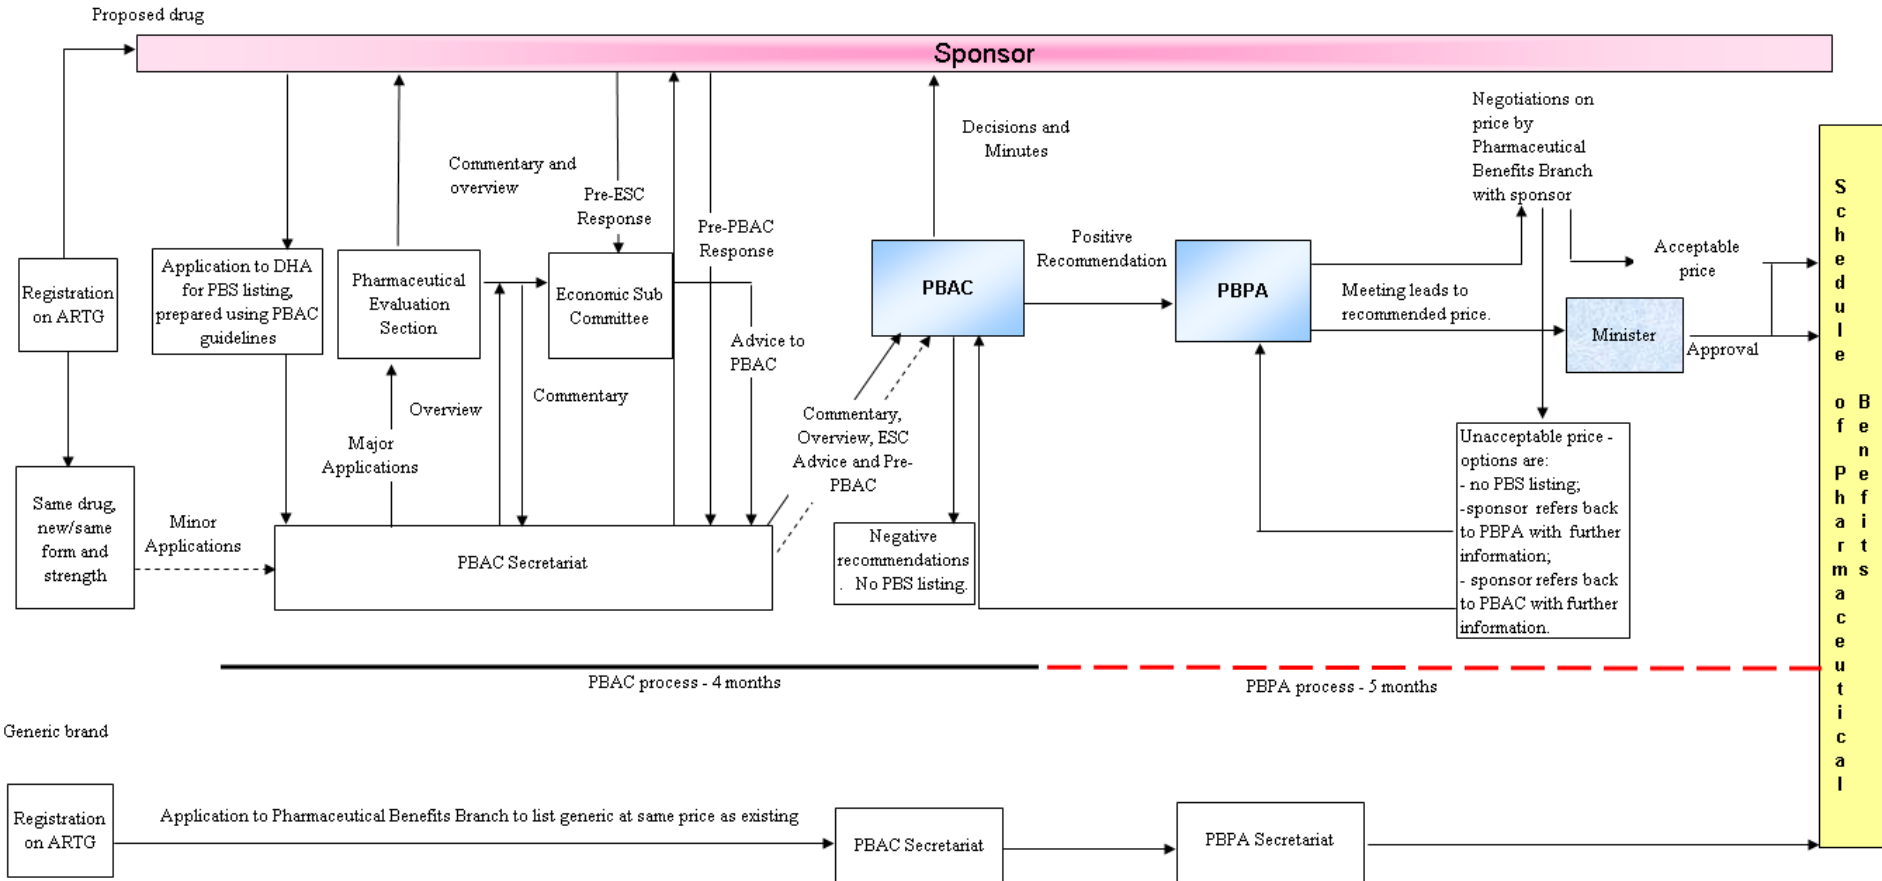 Proposed drug
Sponsor
Negotiations on
price by
Pharmaceutical
Benefits Branch
with sponsor
Decisions and
Minutes
Commentary and
overview
Pre-ESC
Response
Pre-PBAC
Response
Registration
on ARTG
Application to DHA
for PBS listing,
prepared using PBAC
guidelines
Pharmaceutical
Evaluation
Section
Economic Sub
Committee
PBAC
Positive
Recommendation
PBPA
Acceptable
price
Meeting leads to
recommended price.
Minister
Approval
Advice to
PBAC
Overview
Commentary
Major
Applications
Commentary,
Overview, ESC
Advice and Pre-
PBAC
Same drug,
new/same
form and
strength
Minor
Applications
PBAC Secretariat
Negative
recommendations
. No PBS listing.
Unacceptable price -
options are:
- no PBS listing;
-sponsor refers back
to PBPA with further
information;
- sponsor refers back
to PBAC with further
information.
Schedule of Pharmaceutical
Benefits
PBAC process - 4 months
PBPA process - 5 months
Generic brand
Registration
on ARTG
Application to Pharmaceutical Benefits Branch to list generic at same price as existing
PBAC Secretariat
PBPA Secretariat